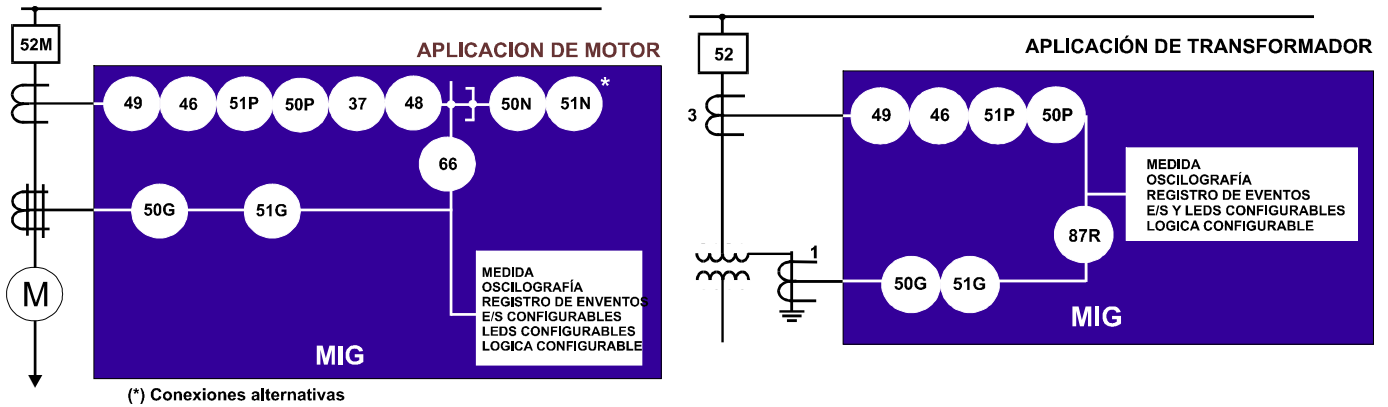 52M
APLICACION DE MOTOR
49 46 51P 50P 37 48 50N 51N *
66
50G 51G
MEDIDA
OSCILOGRAFÍA
REGISTRO DE ENVENTOS
E/S CONFIGURABLES
LEDS CONFIGURABLES
LOGICA CONFIGURABLE
M
MIG
(*) Conexiones alternativas
52
APLICACIÓN DE TRANSFORMADOR
3
49 46 51P 50P
MEDIDA
OSCILOGRAFÍA
REGISTRO DE EVENTOS
E/S Y LEDS CONFIGURABLES
LOGICA CONFIGURABLE
87R
1
50G 51G
MIG